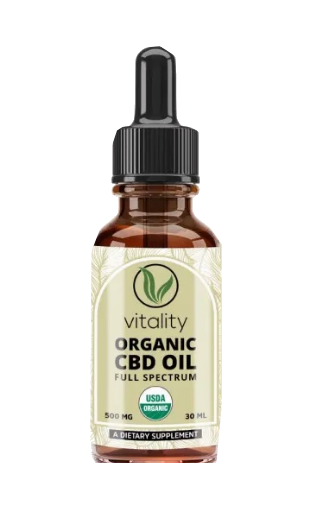 vitality
ORGANIC
CBD OIL
FULL SPECTRUM
USDA
ORGANIC
500 MG 30 ML
A DIETARY SUPPLEMENT